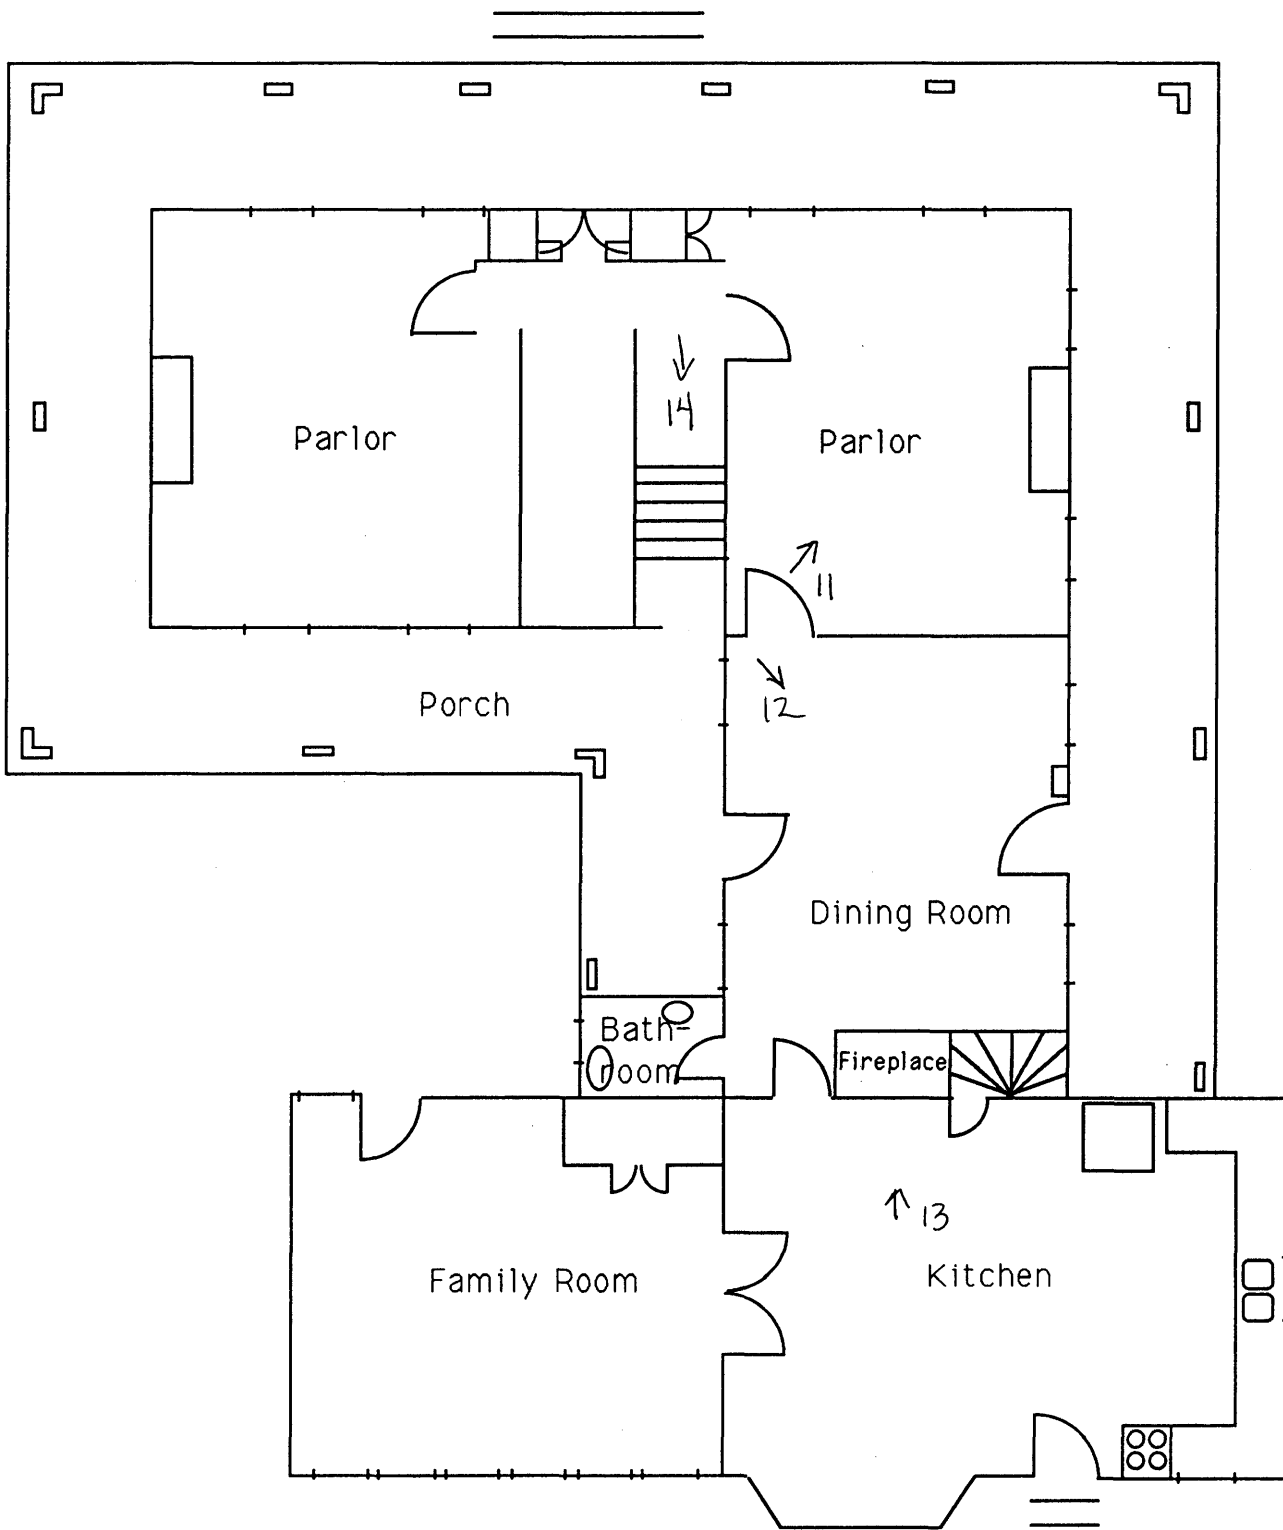 14
Parlor
Parlor
11
Porch
12
Dining Room
Bath-
room
Fireplace
13
Family Room
Kitchen